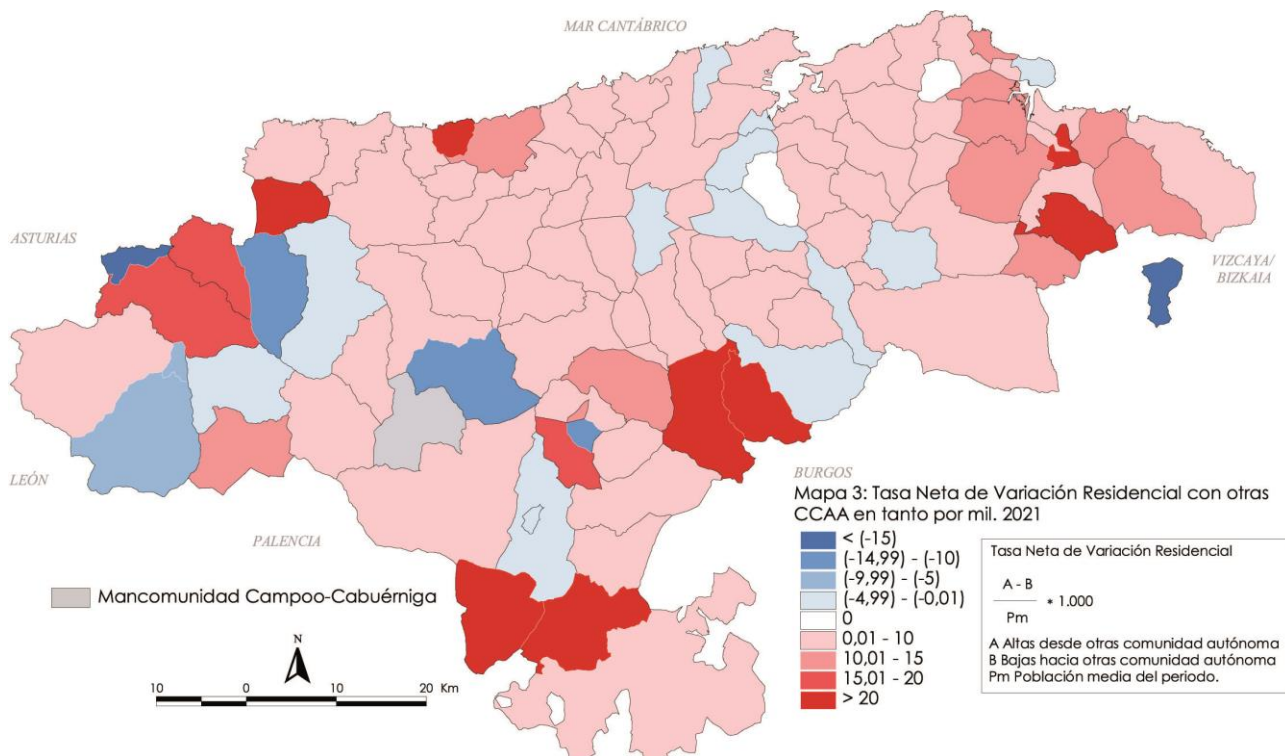 MAR CANTÁBRICO
ASTURIAS
VIZCAYA/
BIZKAIA
LEÓN
BURGOS
PALENCIA
Mapa 3: Tasa Neta de Variación Residencial con otras
CCAA en tanto por mil. 2021
< (-15)
(-14,99) - (-10)
(-9,99) - (-5)
(-4,99) - (-0,01)
0
0,01 - 10
10,01 - 15
15,01 - 20
> 20
Tasa Neta de Variación Residencial
A - B
* 1.000
Pm
A Altas desde otras comunidad autónoma
B Bajas hacia otras comunidad autónoma
Pm Población media del periodo.
Mancomunidad Campoo-Cabuérniga
N
10 0 10 20 Km